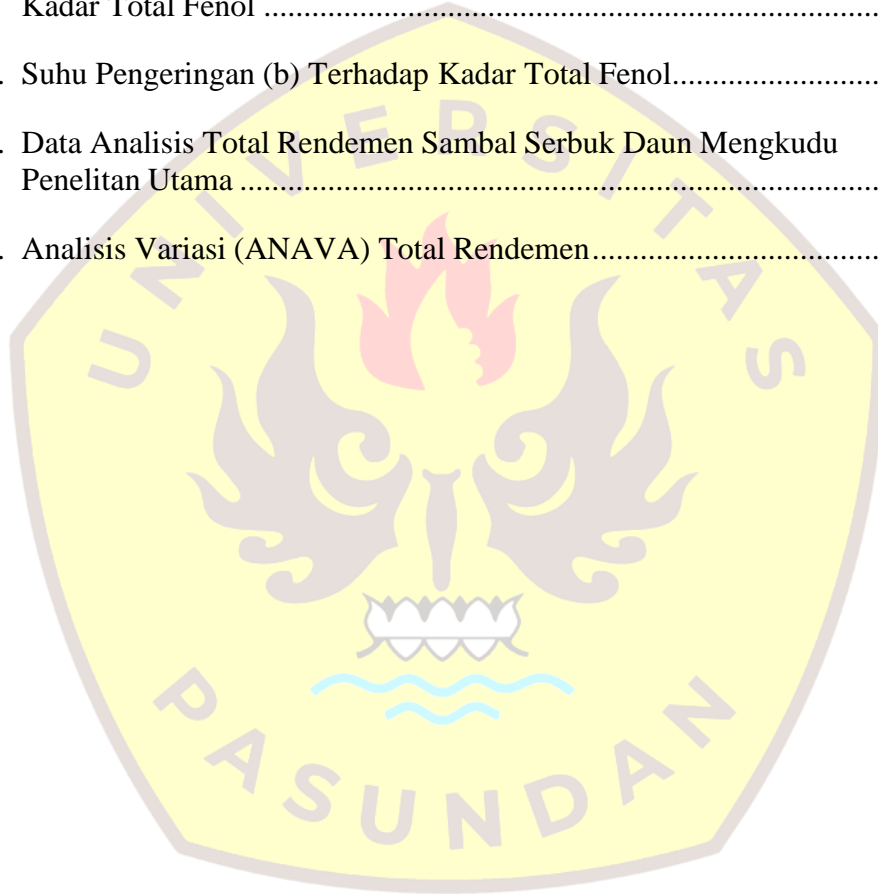 Kadar Total Fenol ............................................................................
. Suhu Pengeringan (b) Terhadap Kadar Total Fenol..........................
. Data Analisis Total Rendemen Sambal Serbuk Daun Mengkudu
Penelitan Utama ................................................................................
. Analisis Variasi (ANAVA) Total Rendemen....................................
UNIVERSITAS
PASUNDAN